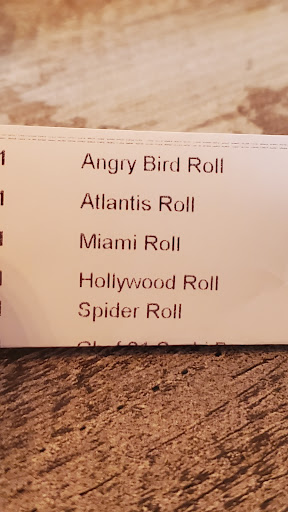 1 Angry Bird Roll
1 Atlantis Roll
1 Miami Roll
1 Hollywood Roll
1 Spider Roll